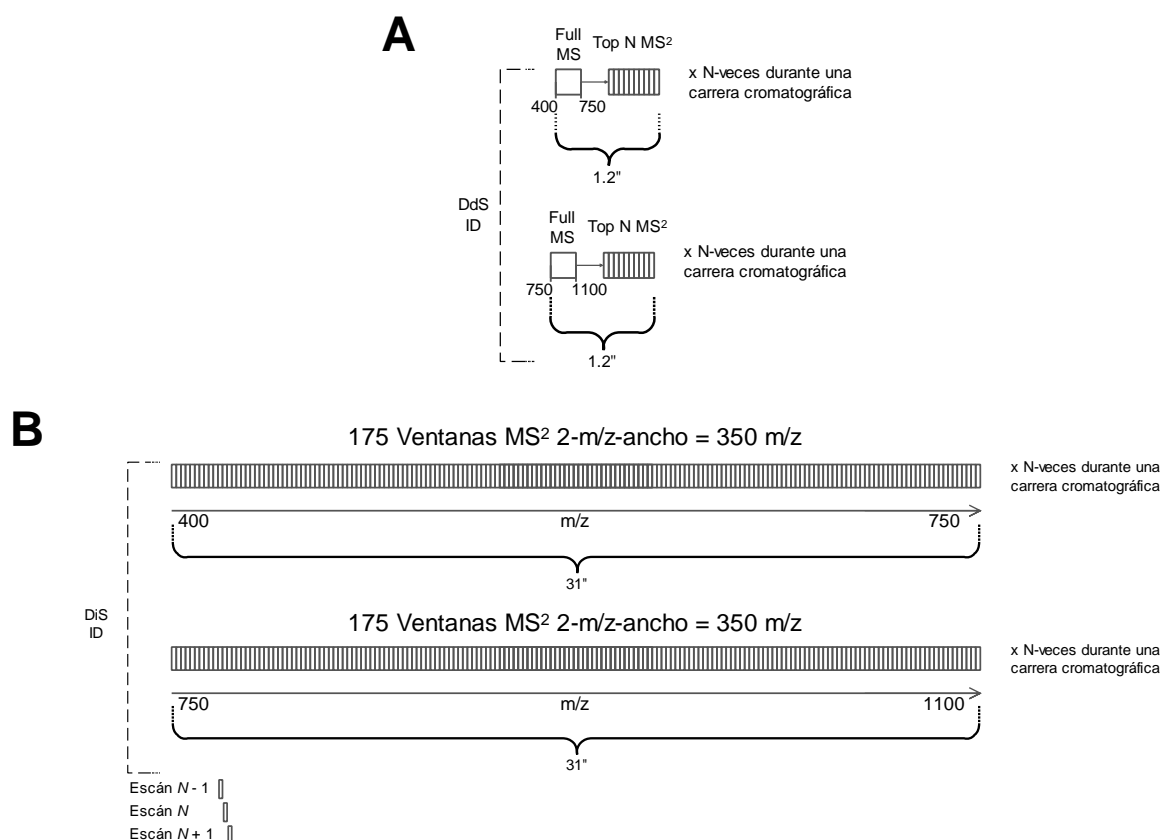 A
Full
MS
Top N MS²
x N-veces durante una
carrera cromatográfica
400
750
1.2"
DdS
ID
Full
MS
Top N MS²
x N-veces durante una
carrera cromatográfica
750
1100
1.2"
B
175 Ventanas MS² 2-m/z-ancho = 350 m/z
x N-veces durante una
carrera cromatográfica
400
m/z
750
31"
DiS
ID
175 Ventanas MS² 2-m/z-ancho = 350 m/z
x N-veces durante una
carrera cromatográfica
750
m/z
1100
31"
Escán N - 1
Escán N
Escán N + 1